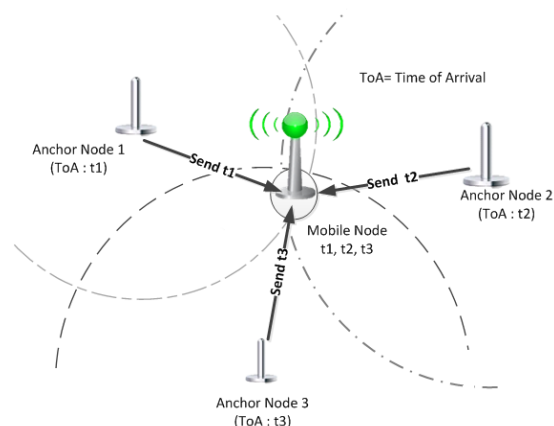 ToA= Time of Arrival
Anchor Node 1
(ToA : t1)
Send t1
Send t2
Anchor Node 2
(ToA : t2)
Mobile Node
t1, t2, t3
Send t3
Anchor Node 3
(ToA : t3)